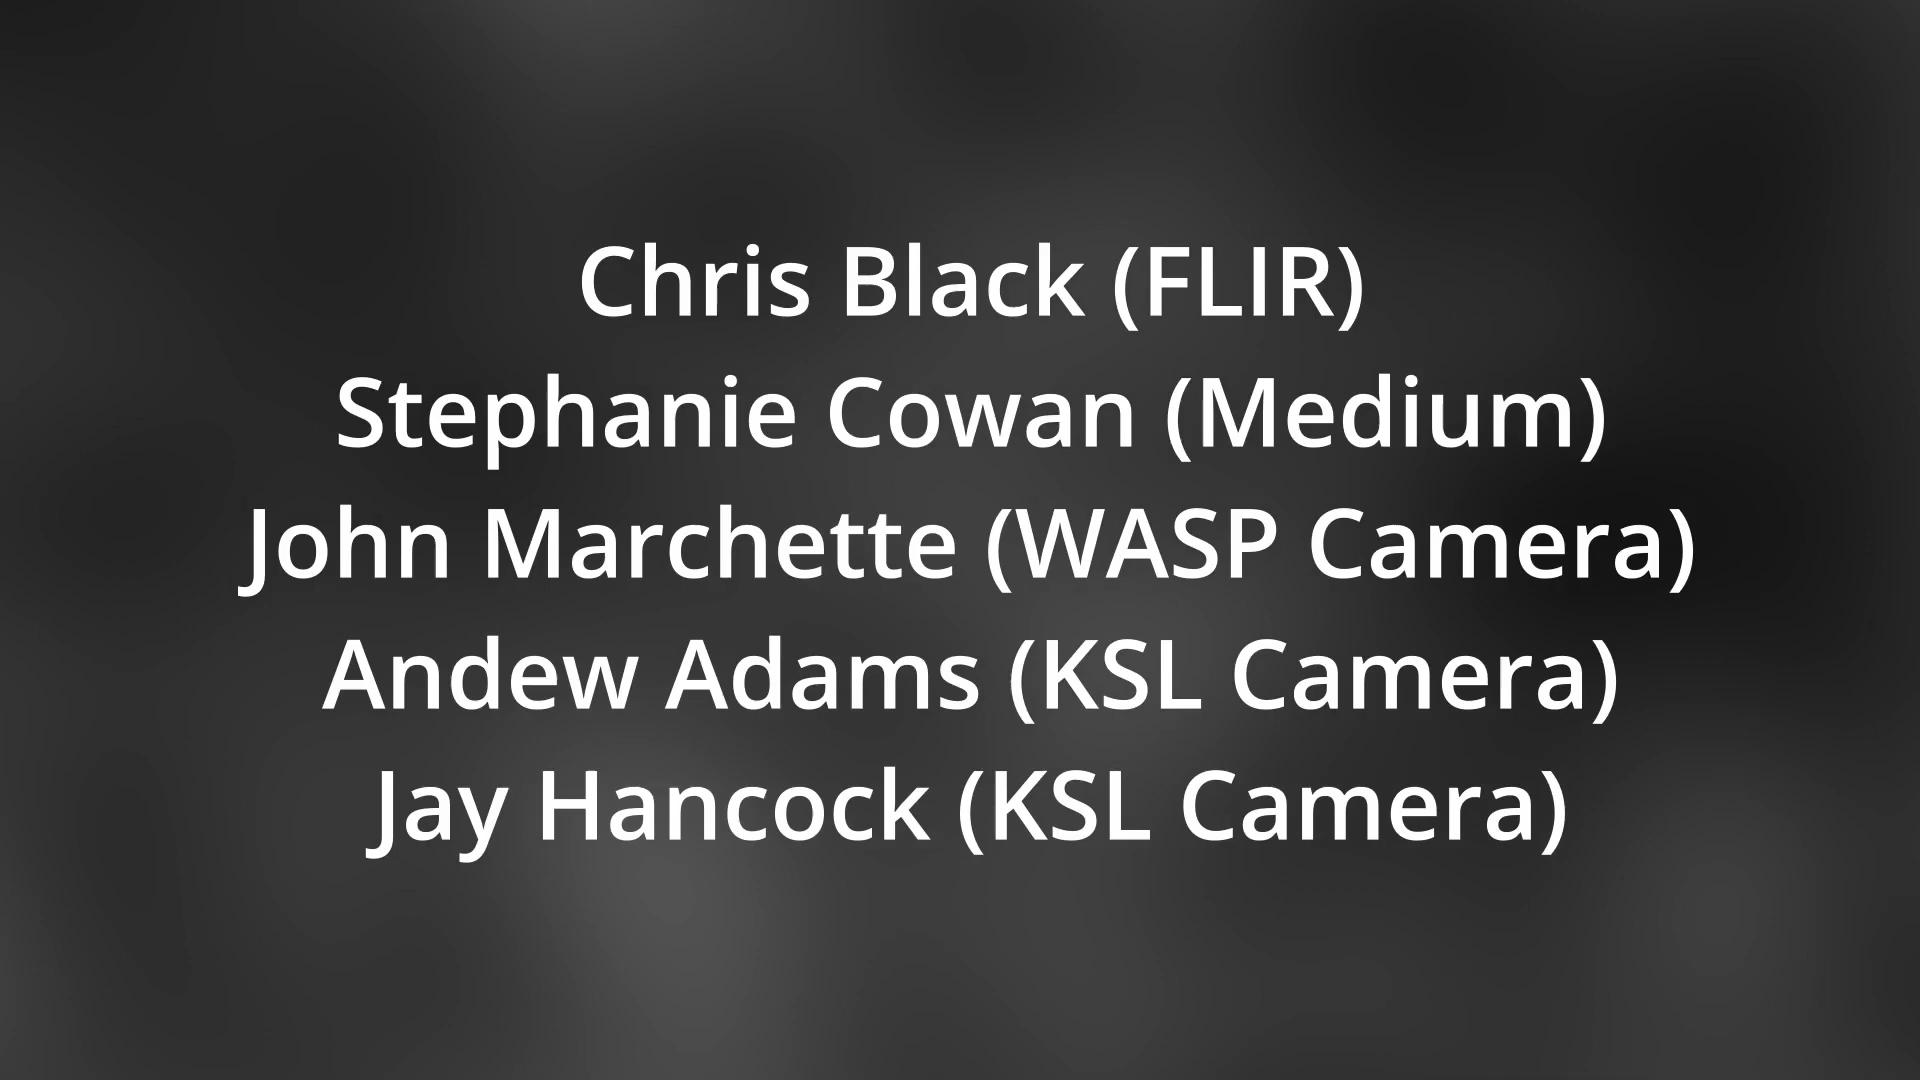 Chris Black (FLIR)
Stephanie Cowan (Medium)
John Marchette (WASP Camera)
Andew Adams (KSL Camera)
Jay Hancock (KSL Camera)